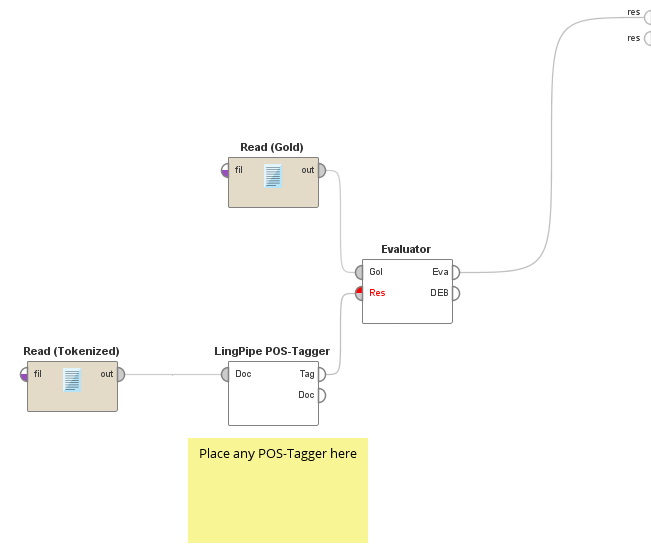 res
res
Read (Gold)
fil out
Evaluator
Gol Eva
Res DEB
Read (Tokenized)
fil out
LingPipe POS-Tagger
Doc Tag
Doc
Place any POS-Tagger here